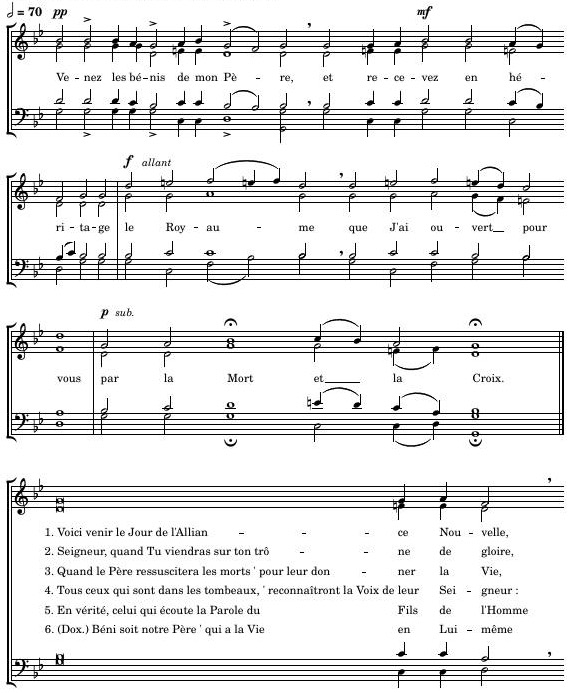 𝅗𝅥 = 70 pp mf
Ve – nez les bé – nis de mon Pè – re, et re – ce – vez en hé –
f allant
ri – ta – ge le Roy – au – me que J'ai ou – vert__ pour
p sub.
vous par la Mort et____ la Croix.
1. Voici venir le Jour de l'Allian – – – ce Nou – velle,
2. Seigneur, quand Tu viendras sur ton trô – – – ne de gloire,
3. Quand le Père ressuscitera les morts ' pour leur don – – ner la Vie,
4. Tous ceux qui sont dans les tombeaux, ' reconnaîtront la Voix de leur Sei – gneur :
5. En vérité, celui qui écoute la Parole du Fils de l'Homme
6. (Dox.) Béni soit notre Père ' qui a la Vie en Lui – même